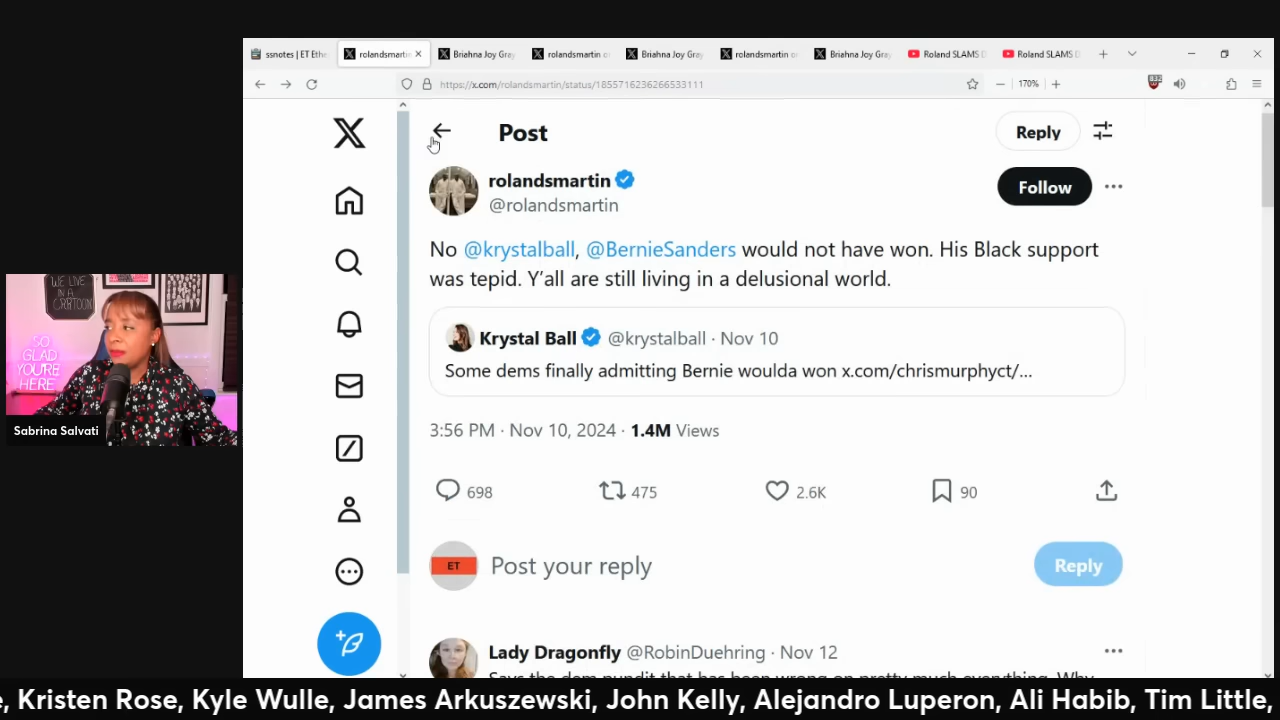 ssnotes | ET Ethe
rolandsmartin
Briahna Joy Gray
rolandsmartin o
Briahna Joy Gray
rolandsmartin o
Briahna Joy Gray
Roland SLAMS D
Roland SLAMS D
https://x.com/rolandsmartin/status/1855716236266533111
170%
Post
Reply
rolandsmartin
@rolandsmartin
Follow
No @krystalball, @BernieSanders would not have won. His Black support
was tepid. Y'all are still living in a delusional world.
Krystal Ball @krystalball · Nov 10
Some dems finally admitting Bernie woulda won x.com/chrismurphyct/...
3:56 PM · Nov 10, 2024 · 1.4M Views
698
475
2.6K
90
ET
Post your reply
Reply
Lady Dragonfly @RobinDuehring · Nov 12
Says the dem pundit that has been wrong on pretty much everything. Why
WE LIVE
IN A
CARTOON
SO
GLAD
YOU'RE
HERE
Sabrina Salvati
, Kristen Rose, Kyle Wulle, James Arkuszewski, John Kelly, Alejandro Luperon, Ali Habib, Tim Little,